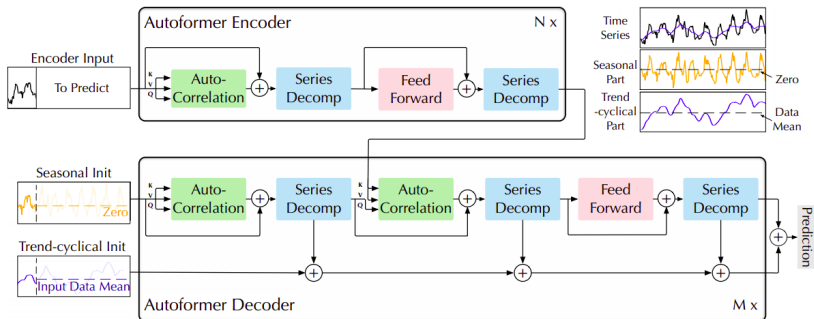 Autoformer Encoder
N x
Encoder Input
To Predict
K
V
Q
Auto-
Correlation
Series
Decomp
Feed
Forward
Series
Decomp
Time
Series
Seasonal
Part
Zero
Trend
-cyclical
Part
Data
Mean
Seasonal Init
Zero
K
V
Q
Auto-
Correlation
Series
Decomp
K
V
Q
Auto-
Correlation
Series
Decomp
Feed
Forward
Series
Decomp
Prediction
Trend-cyclical Init
Input Data Mean
Autoformer Decoder
M x